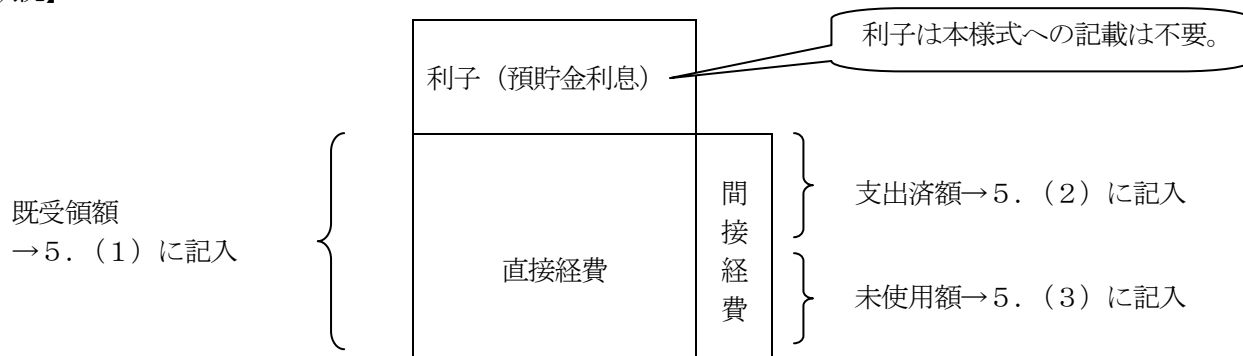 利子は本様式への記載は不要。
利子（預貯金利息）
既受領額
→５．（１）に記入
直接経費
間接経費
支出済額→５．（２）に記入
未使用額→５．（３）に記入